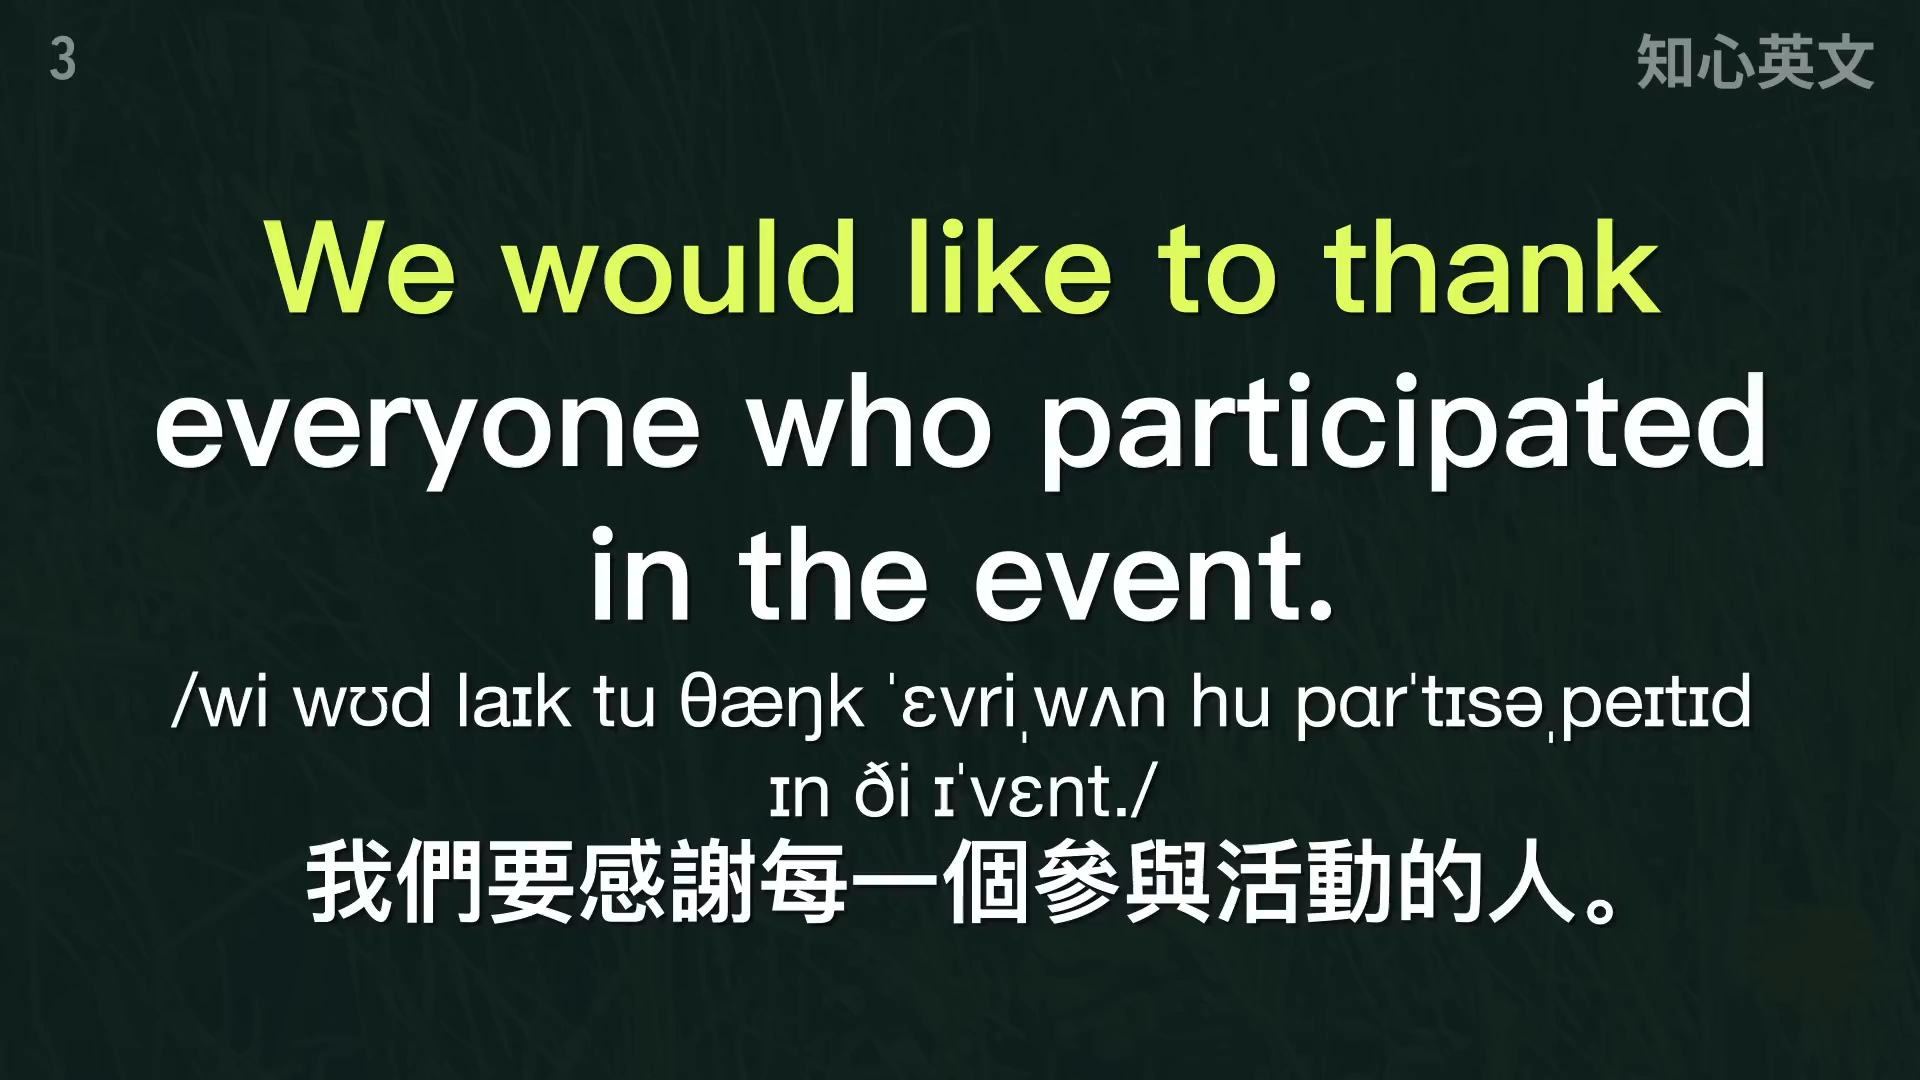 3
知心英文
We would like to thank
everyone who participated
in the event.
/wi wʊd laɪk tu θæŋk ˈɛvriˌwʌn hu pɑrˈtɪsəˌpeɪtɪd
ɪn ði ɪˈvɛnt./
我們要感謝每一個參與活動的人。